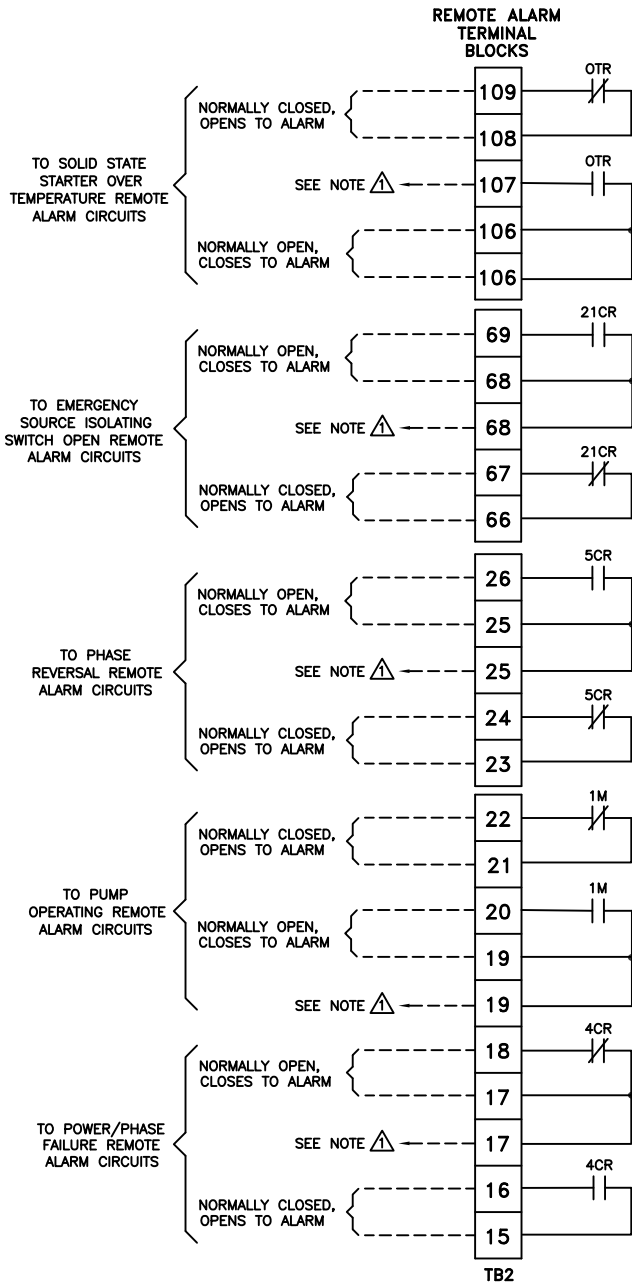 REMOTE ALARM
TERMINAL
BLOCKS
TO SOLID STATE
STARTER OVER
TEMPERATURE REMOTE
ALARM CIRCUITS
NORMALLY CLOSED,
OPENS TO ALARM
109
OTR
108
SEE NOTE 1
107
OTR
NORMALLY OPEN,
CLOSES TO ALARM
106
106
TO EMERGENCY
SOURCE ISOLATING
SWITCH OPEN REMOTE
ALARM CIRCUITS
NORMALLY OPEN,
CLOSES TO ALARM
69
21CR
68
SEE NOTE 1
68
NORMALLY CLOSED,
OPENS TO ALARM
67
21CR
66
TO PHASE
REVERSAL REMOTE
ALARM CIRCUITS
NORMALLY OPEN,
CLOSES TO ALARM
26
5CR
25
SEE NOTE 1
25
NORMALLY CLOSED,
OPENS TO ALARM
24
5CR
23
TO PUMP
OPERATING REMOTE
ALARM CIRCUITS
NORMALLY CLOSED,
OPENS TO ALARM
22
1M
21
NORMALLY OPEN,
CLOSES TO ALARM
20
1M
19
SEE NOTE 1
19
TO POWER/PHASE
FAILURE REMOTE
ALARM CIRCUITS
NORMALLY OPEN,
CLOSES TO ALARM
18
4CR
17
SEE NOTE 1
17
NORMALLY CLOSED,
OPENS TO ALARM
16
4CR
15
TB2